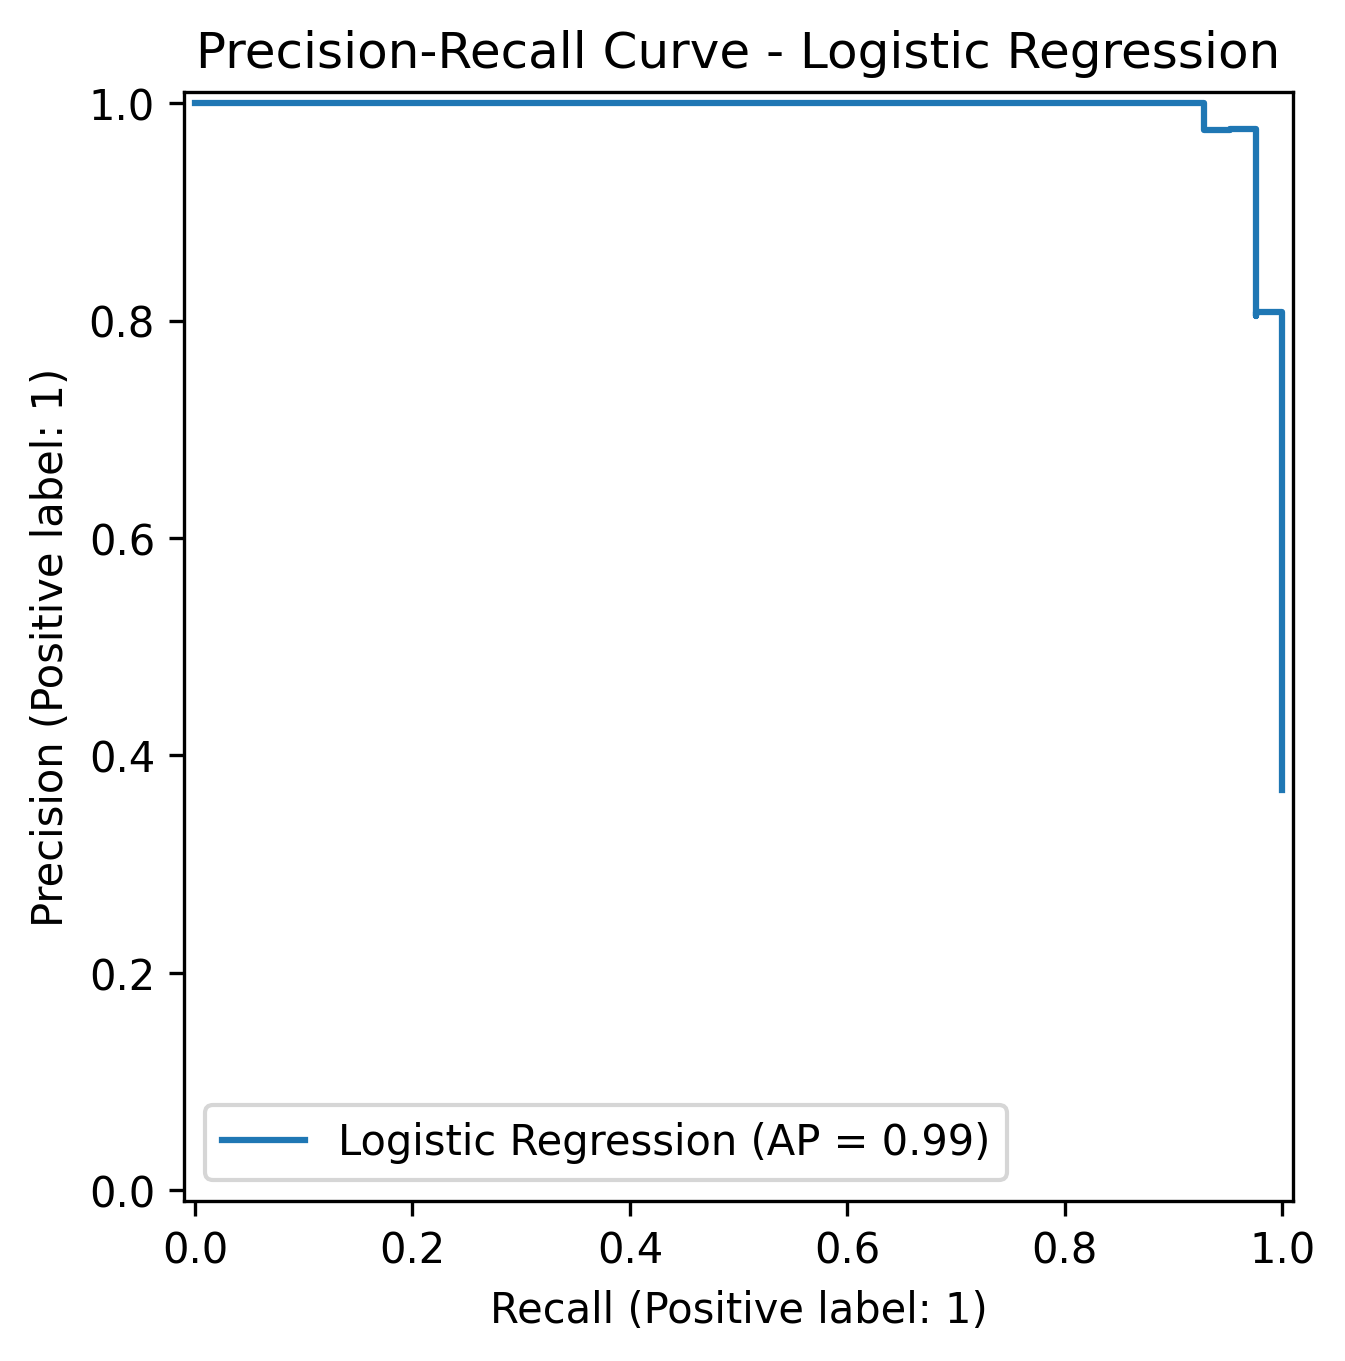 Precision-Recall Curve - Logistic Regression
1.0
0.8
0.6
0.4
0.2
0.0
Precision (Positive label: 1)
Logistic Regression (AP = 0.99)
0.0 0.2 0.4 0.6 0.8 1.0
Recall (Positive label: 1)